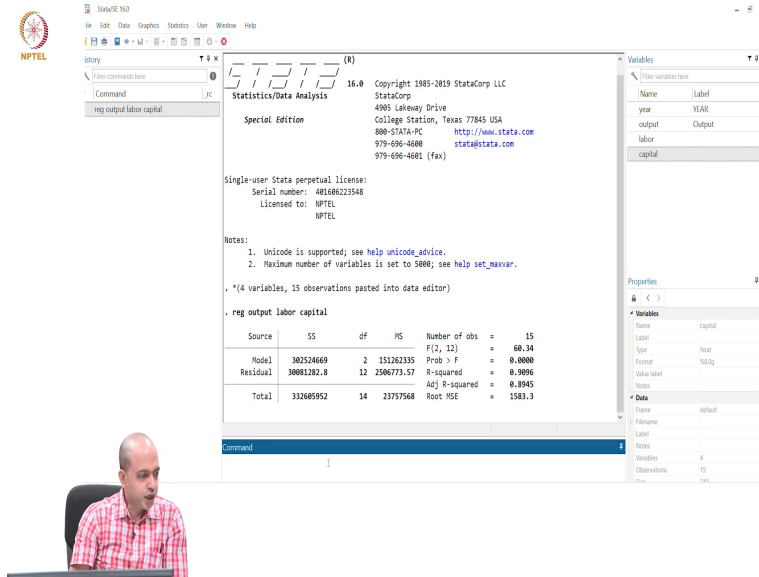 Stata/SE 16.0
File Edit Data Graphics Statistics User Window Help
NPTEL
istory
Filter commands here
Command _rc
reg output labor capital
(R)
16.0 Copyright 1985-2019 StataCorp LLC
Statistics/Data Analysis StataCorp
4905 Lakeway Drive
Special Edition College Station, Texas 77845 USA
800-STATA-PC http://www.stata.com
979-696-4600 stata@stata.com
979-696-4601 (fax)
Single-user Stata perpetual license:
Serial number: 401606223548
Licensed to: NPTEL
NPTEL
Notes:
1. Unicode is supported; see help unicode_advice.
2. Maximum number of variables is set to 5000; see help set_maxvar.
. *(4 variables, 15 observations pasted into data editor)
. reg output labor capital
Source SS df MS Number of obs = 15
F(2, 12) = 60.34
Model 302524669 2 151262335 Prob > F = 0.0000
Residual 30081282.8 12 2506773.57 R-squared = 0.9096
Adj R-squared = 0.8945
Total 332605952 14 23757568 Root MSE = 1583.3
Command
Variables
Filter variables here
Name Label
year YEAR
output Output
labor
capital
Properties
Variables
Name capital
Label
Type float
Format %8.0g
Value label
Notes
Data
Frame default
Filename
Label
Notes
Variables 4
Observations 15